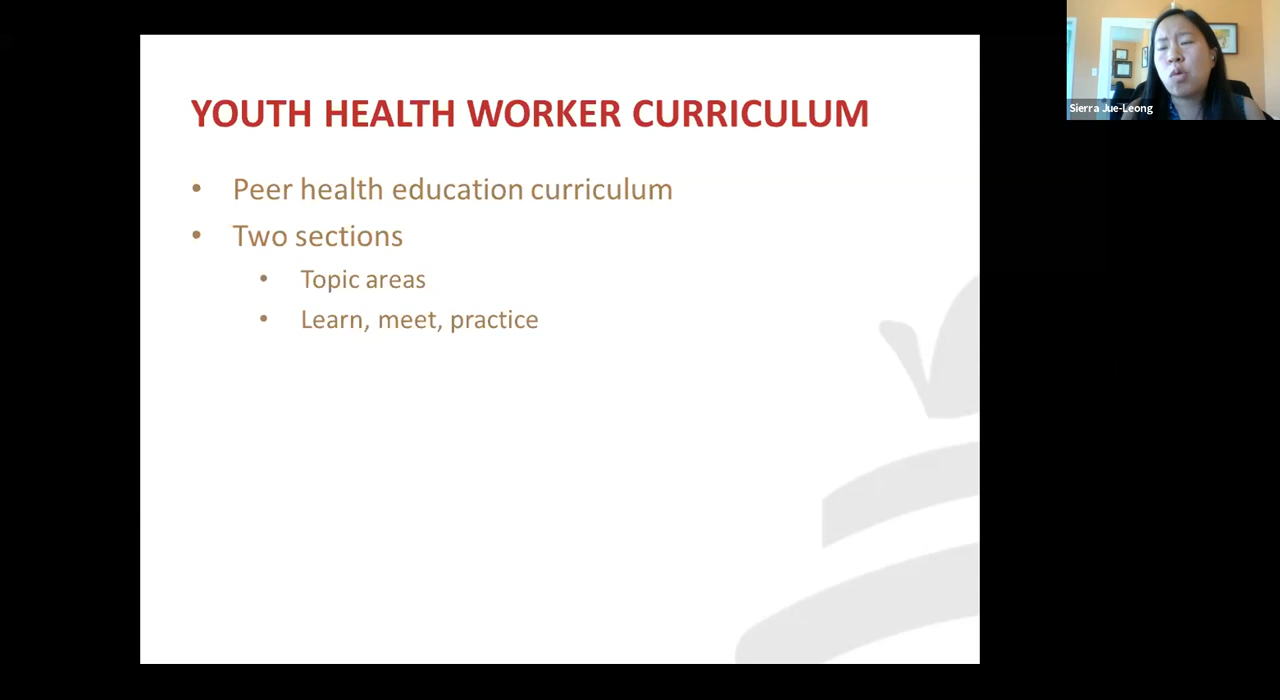 YOUTH HEALTH WORKER CURRICULUM
• Peer health education curriculum
• Two sections
• Topic areas
• Learn, meet, practice
Sierra Jue-Leong